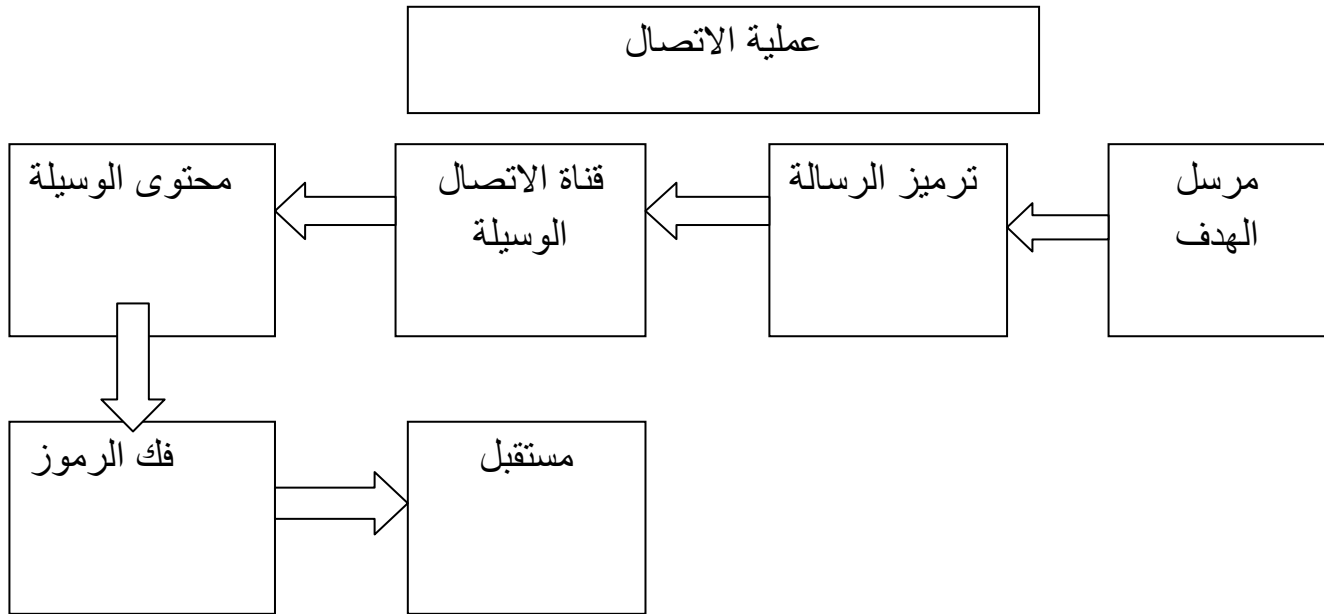 عملية الاتصال
مرسل
الهدف
ترميز الرسالة
قناة الاتصال
الوسيلة
محتوى الوسيلة
فك الرموز
مستقبل